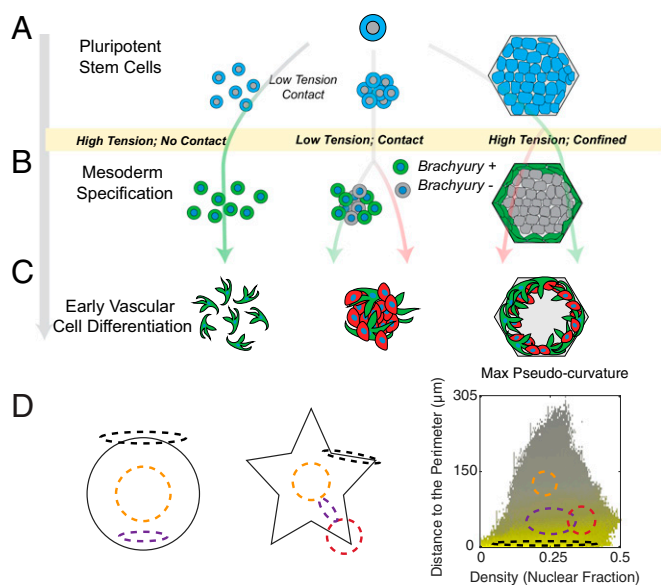 A
Pluripotent
Stem Cells
Low Tension
Contact
High Tension; No Contact
Low Tension; Contact
High Tension; Confined
B
Mesoderm
Specification
Brachyury +
Brachyury -
C
Early Vascular
Cell Differentiation
D
Max Pseudo-curvature
Distance to the Perimeter (μm)
305
150
0
0
0.25
0.5
Density (Nuclear Fraction)